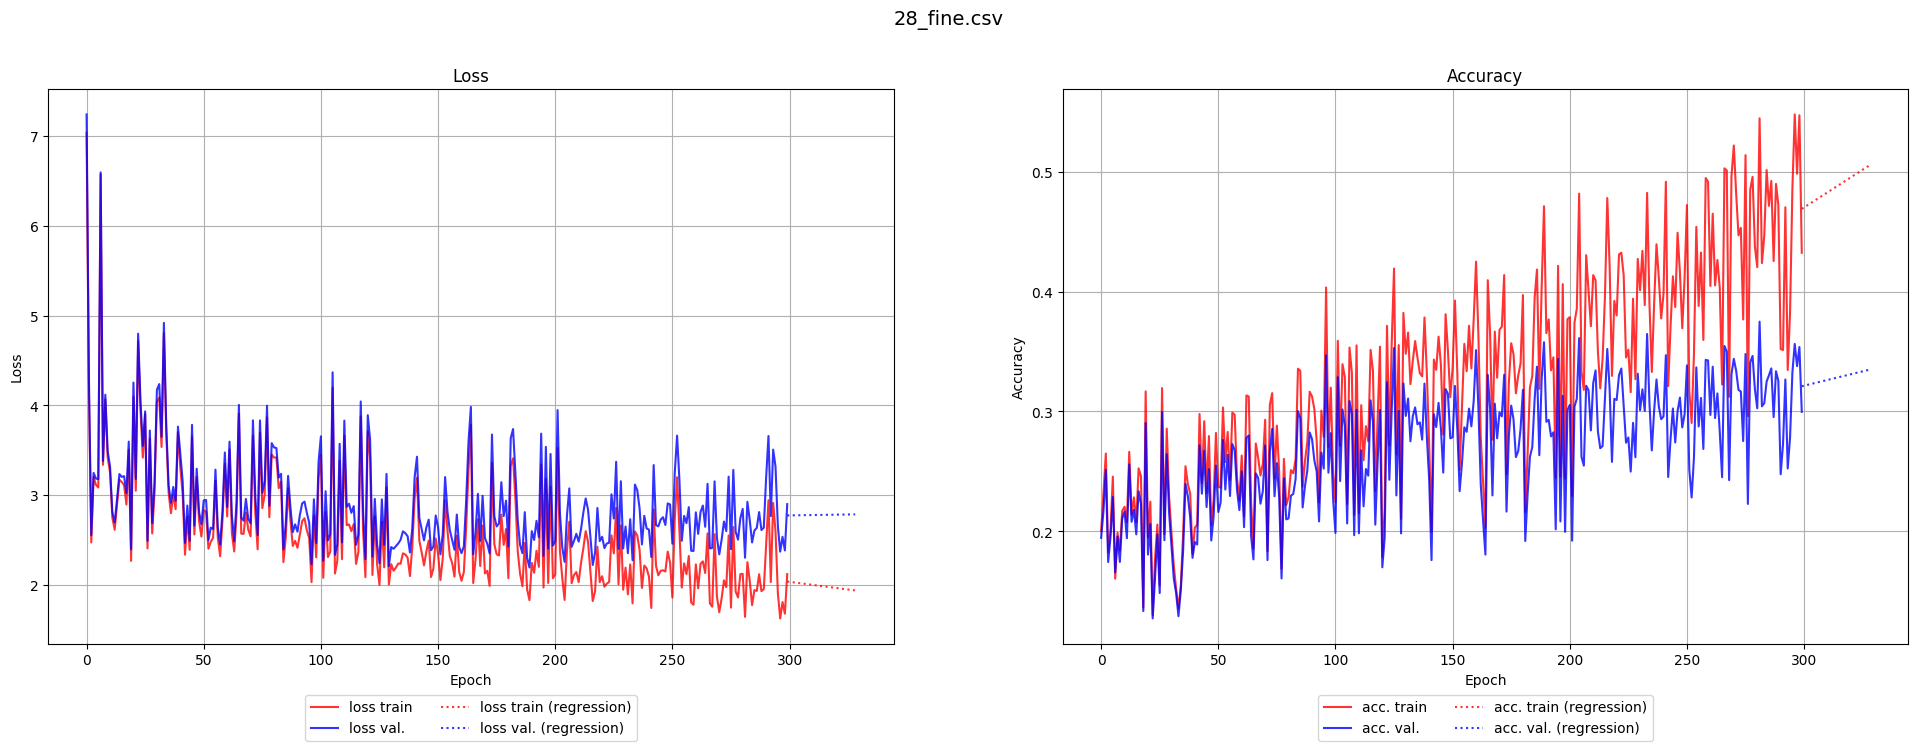 28_fine.csv
Loss
Loss
7
6
5
4
3
2
0 50 100 150 200 250 300
Epoch
loss train
loss val.
loss train (regression)
loss val. (regression)
Accuracy
Accuracy
0.5
0.4
0.3
0.2
0 50 100 150 200 250 300
Epoch
acc. train
acc. val.
acc. train (regression)
acc. val. (regression)